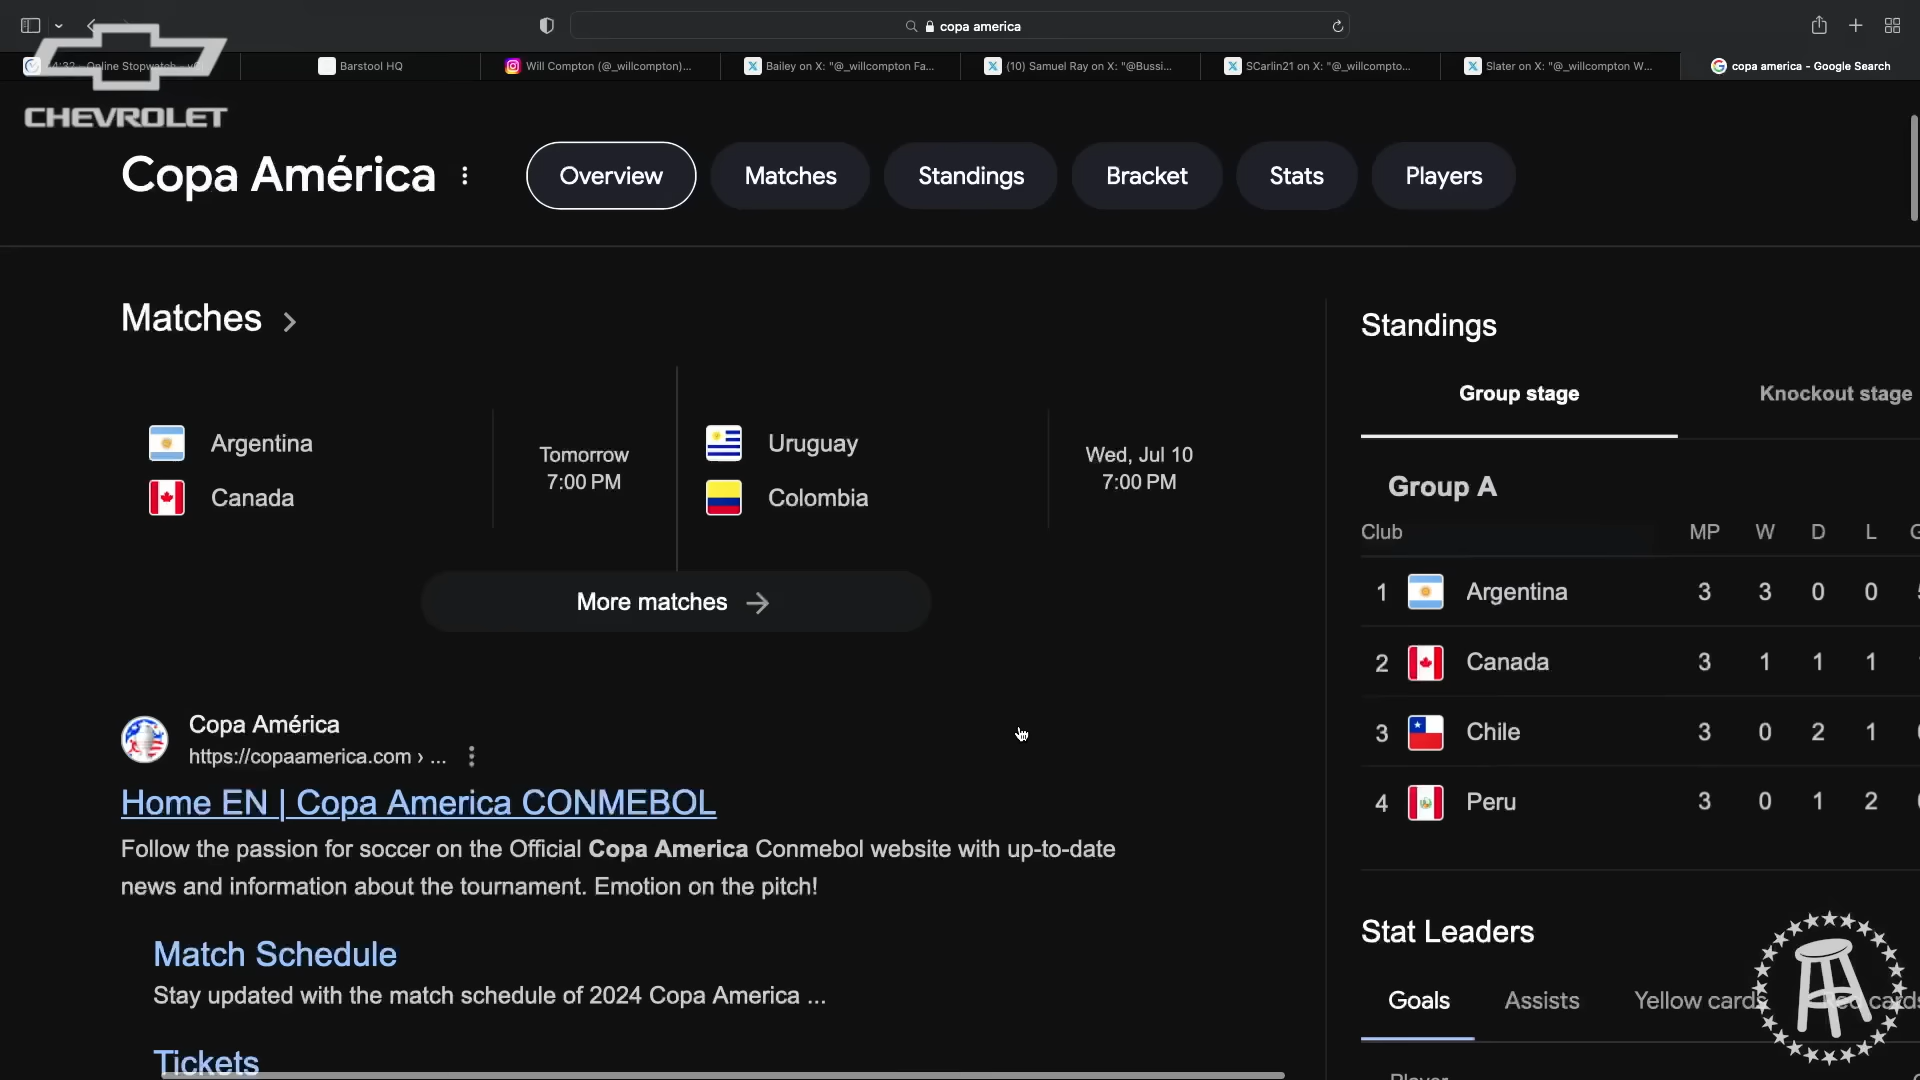 copa america
4:32 - Online Stopwatch
Barstool HQ
Will Compton (@_willcompton)...
Bailey on X: "@_willcompton Fa...
(10) Samuel Ray on X: "@Bussi...
SCarlin21 on X: "@_willcompto...
Slater on X: "@_willcompton W...
copa america - Google Search
CHEVROLET
Copa América
Overview
Matches
Standings
Bracket
Stats
Players
Matches
Argentina
Canada
Tomorrow
7:00 PM
Uruguay
Colombia
Wed, Jul 10
7:00 PM
More matches
Standings
Group stage
Knockout stage
Group A
Club MP W D L
1 Argentina 3 3 0 0
2 Canada 3 1 1 1
3 Chile 3 0 2 1
4 Peru 3 0 1 2
Copa América
https://copaamerica.com › ...
Home EN | Copa America CONMEBOL
Follow the passion for soccer on the Official Copa America Conmebol website with up-to-date
news and information about the tournament. Emotion on the pitch!
Match Schedule
Stay updated with the match schedule of 2024 Copa America ...
Tickets
Stat Leaders
Goals
Assists
Yellow cards
Red cards
Player